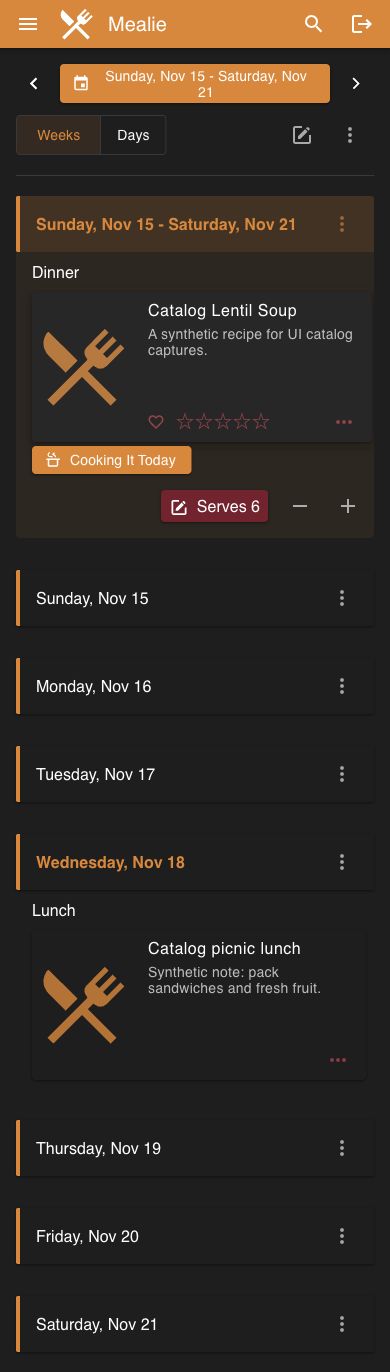 Mealie
Sunday, Nov 15 - Saturday, Nov
21
Weeks
Days
Sunday, Nov 15 - Saturday, Nov 21
Dinner
Catalog Lentil Soup
A synthetic recipe for UI catalog
captures.
Cooking It Today
Serves 6
Sunday, Nov 15
Monday, Nov 16
Tuesday, Nov 17
Wednesday, Nov 18
Lunch
Catalog picnic lunch
Synthetic note: pack
sandwiches and fresh fruit.
Thursday, Nov 19
Friday, Nov 20
Saturday, Nov 21